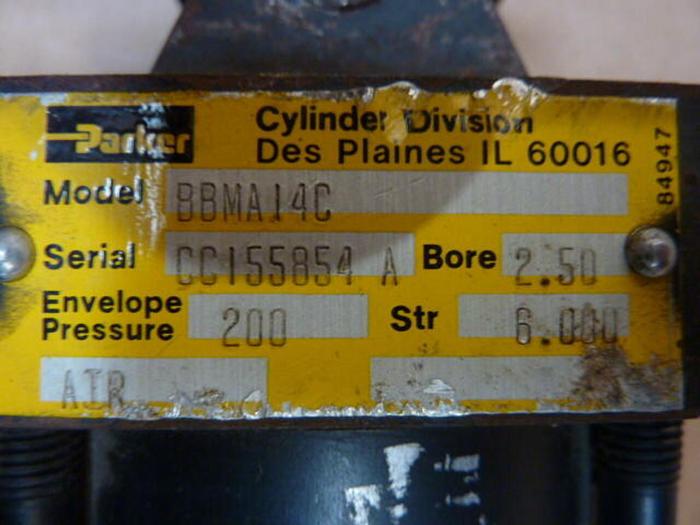 Parker
Cylinder Division
Des Plaines IL 60016
Model BBMA14C
Serial CC155854 A Bore 2.50
Envelope Pressure 200 Str 6.000
AIR
84947